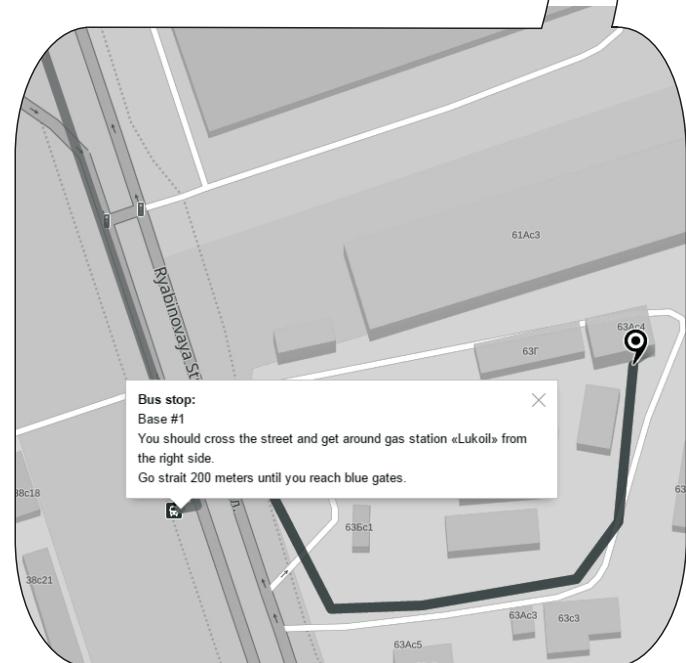 61Ac3
Ryabinovaya St
63Ac4
63Г
Bus stop:
Base #1
You should cross the street and get around gas station «Lukoil» from
the right side.
Go strait 200 meters until you reach blue gates.
38c18
63
63Бc1
38c21
63Ac3
63c3
63Ac5